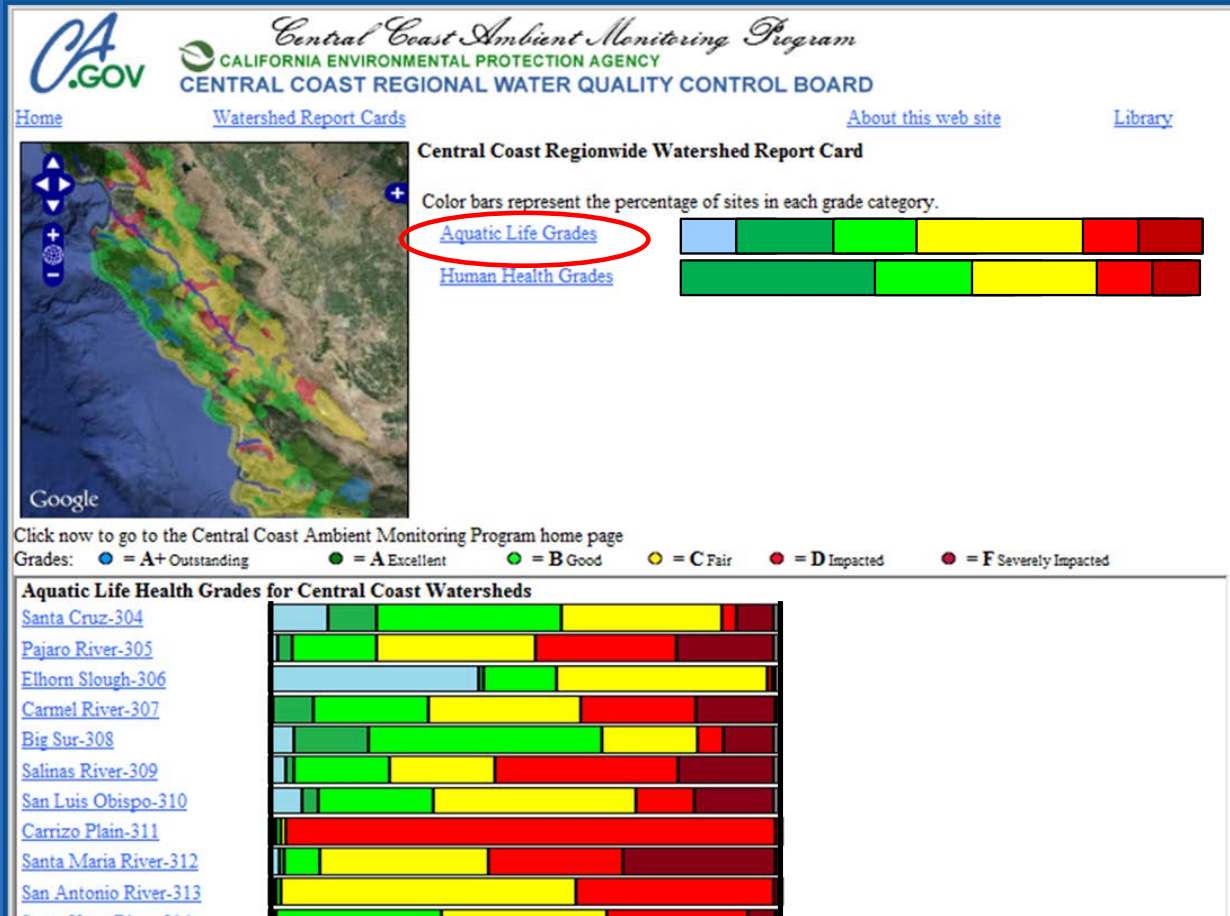 CA.GOV
Central Coast Ambient Monitoring Program
CALIFORNIA ENVIRONMENTAL PROTECTION AGENCY
CENTRAL COAST REGIONAL WATER QUALITY CONTROL BOARD
Home Watershed Report Cards About this web site Library
Central Coast Regionwide Watershed Report Card
Color bars represent the percentage of sites in each grade category.
Aquatic Life Grades
Human Health Grades
Google
Click now to go to the Central Coast Ambient Monitoring Program home page
Grades: = A+ Outstanding = A Excellent = B Good = C Fair = D Impacted = F Severely Impacted
Aquatic Life Health Grades for Central Coast Watersheds
Santa Cruz-304
Pajaro River-305
Elhorn Slough-306
Carmel River-307
Big Sur-308
Salinas River-309
San Luis Obispo-310
Carrizo Plain-311
Santa Maria River-312
San Antonio River-313